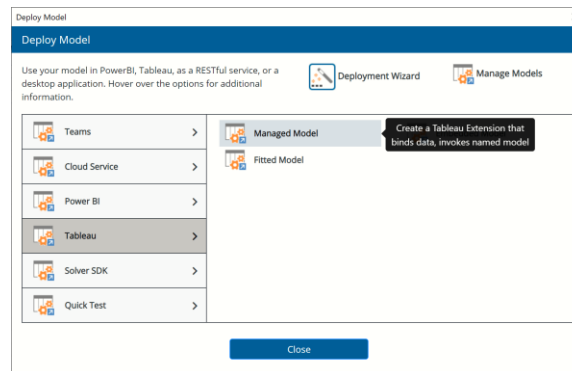 Deploy Model
Deploy Model
Use your model in PowerBI, Tableau, as a RESTful service, or a
desktop application. Hover over the options for additional
information.
Deployment Wizard
Manage Models
Teams
Cloud Service
Power BI
Tableau
Solver SDK
Quick Test
Managed Model
Fitted Model
Create a Tableau Extension that
binds data, invokes named model
Close